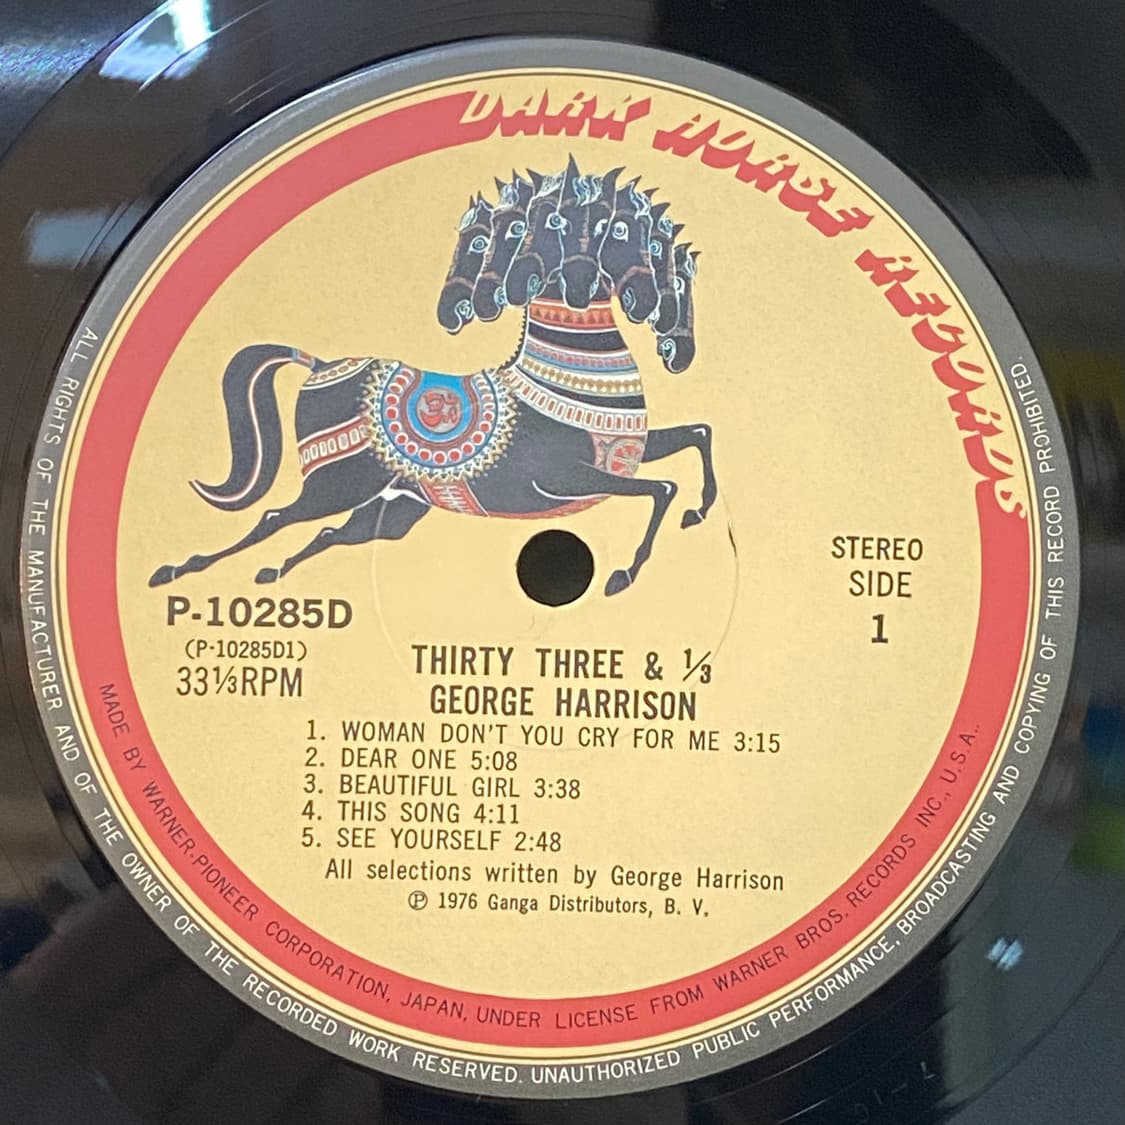 DARK HORSE RECORDS
STEREO
SIDE
1
P-10285D
(P-10285D1)
33⅓RPM
THIRTY THREE & ⅓
GEORGE HARRISON
1. WOMAN DON'T YOU CRY FOR ME 3:15
2. DEAR ONE 5:08
3. BEAUTIFUL GIRL 3:38
4. THIS SONG 4:11
5. SEE YOURSELF 2:48
All selections written by George Harrison
℗ 1976 Ganga Distributors, B. V.
MADE BY WARNER-PIONEER CORPORATION, JAPAN, UNDER LICENSE FROM WARNER BROS. RECORDS INC., U.S.A..
ALL RIGHTS OF THE MANUFACTURER AND OF THE OWNER OF THE RECORDED WORK RESERVED. UNAUTHORIZED PUBLIC PERFORMANCE, BROADCASTING AND COPYING OF THIS RECORD PROHIBITED.